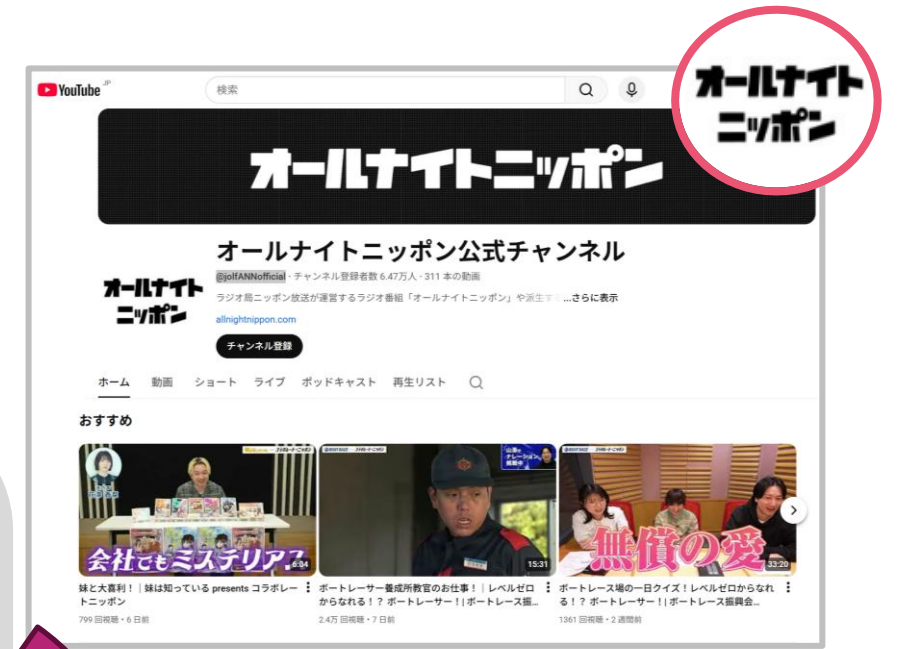 オールナイト
ニッポン
YouTube JP
検索
オールナイトニッポン
オールナイトニッポン公式チャンネル
@jolfANNofficial・チャンネル登録者数 6.47万人・311 本の動画
ラジオ局ニッポン放送が運営するラジオ番組「オールナイトニッポン」や派生す ...さらに表示
オールナイト
ニッポン
allnightnippon.com
チャンネル登録
ホーム 動画 ショート ライブ ポッドキャスト 再生リスト
おすすめ
会社でもミステリアス?
6:04
山添の
ナレーション
挑戦中
15:31
無償の愛
33:20
妹と大喜利!｜妹は知っている presents コラボレー
トニッポン
799 回視聴・6 日前
ボートレーサー養成所教官のお仕事!｜レベルゼロ
からなれる!？ボートレーサー!| ボートレース振...
2.4万 回視聴・7 日前
ボートレース場の一日クイズ！レベルゼロからなれ
る!？ボートレーサー!| ボートレース振興会...
1361 回視聴・2 週間前